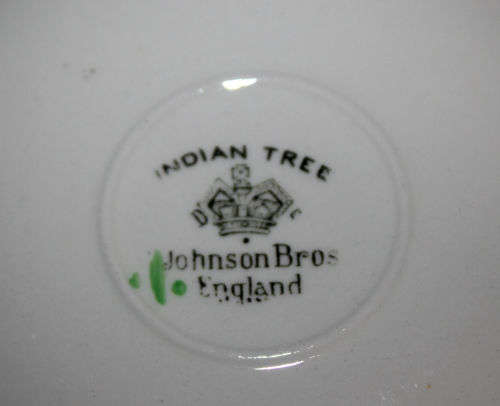 INDIAN TREE
D E
Johnson Bros
England